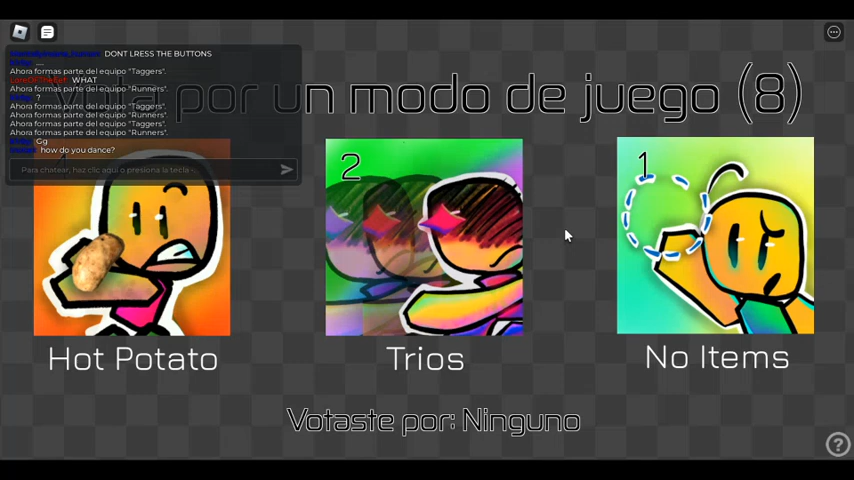 DONT LRESS THE BUTTONS
....
Ahora formas parte del equipo "Taggers".
WHAT
Ahora formas parte del equipo "Runners".
?
Ahora formas parte del equipo "Taggers".
Ahora formas parte del equipo "Runners".
Ahora formas parte del equipo "Taggers".
Ahora formas parte del equipo "Runners".
Gg
how do you dance?
Para chatear, haz clic aquí o presiona la tecla
por un modo de juego (8)
2
1
Hot Potato
Trios
No Items
Votaste por: Ninguno
?